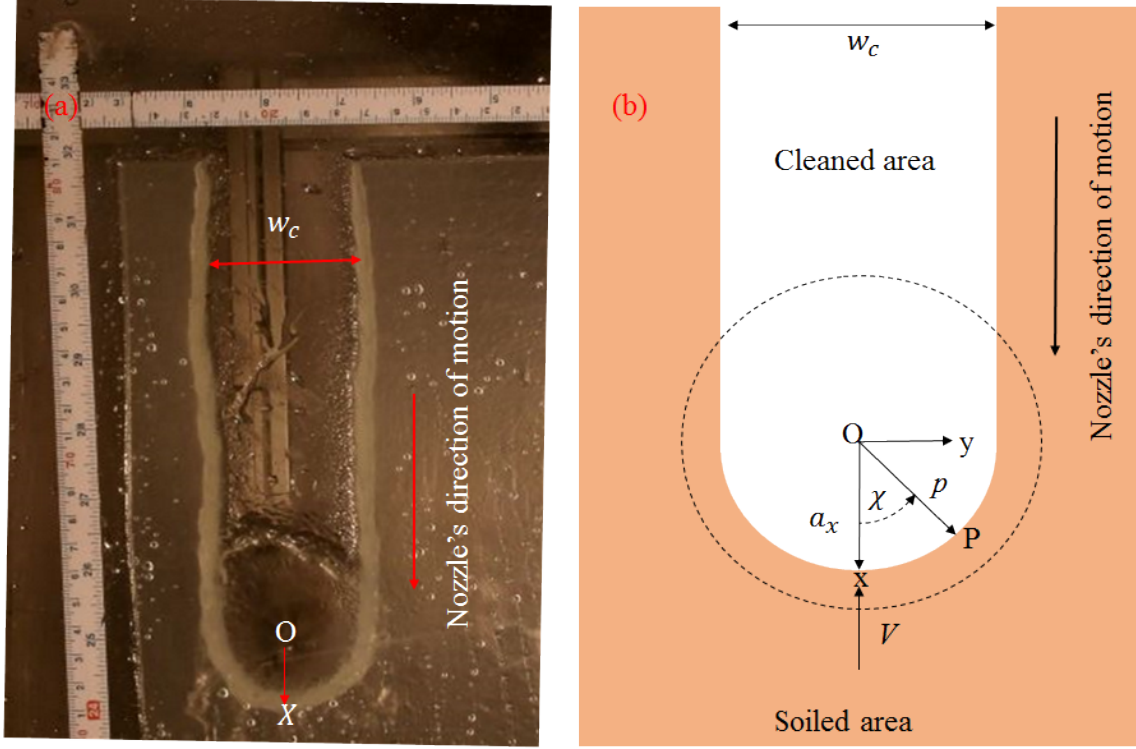 (a)
w_c
Nozzle's direction of motion
O
X
(b)
w_c
Cleaned area
Nozzle's direction of motion
O
y
χ
p
a_x
P
x
V
Soiled area